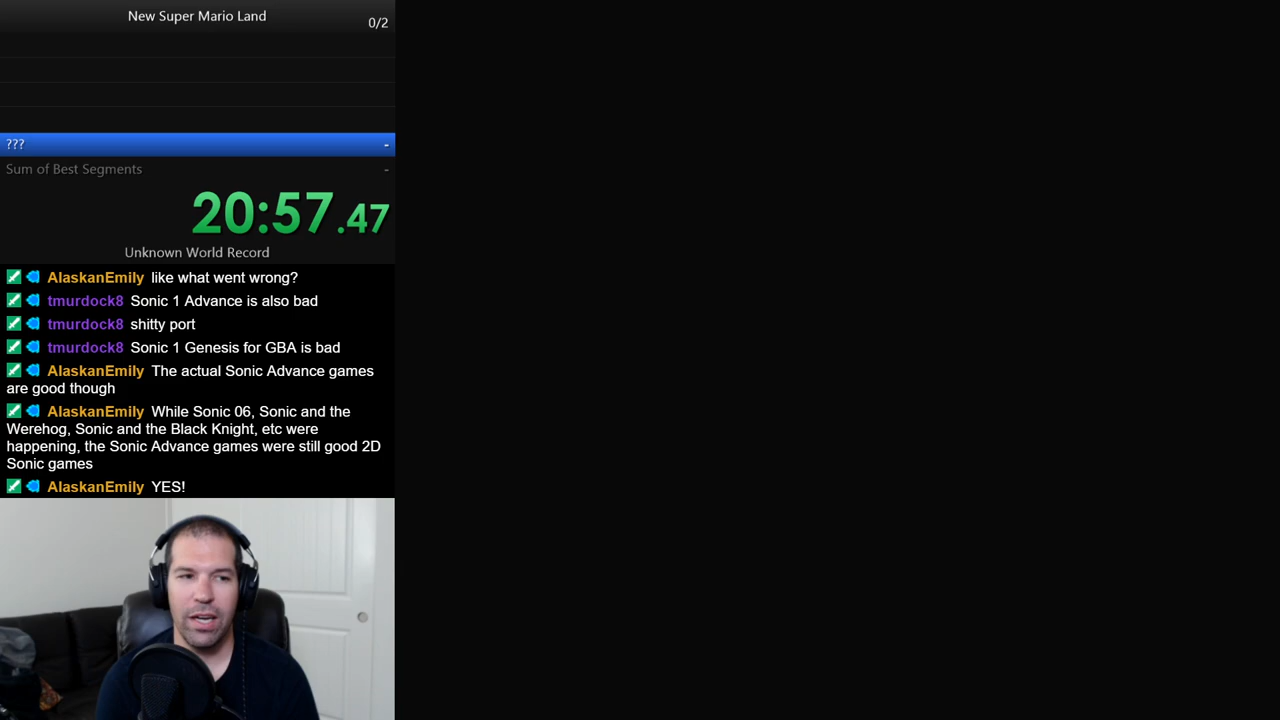 New Super Mario Land
0/2
???
-
Sum of Best Segments
-
20:57.47
Unknown World Record
AlaskanEmily like what went wrong?
tmurdock8 Sonic 1 Advance is also bad
tmurdock8 shitty port
tmurdock8 Sonic 1 Genesis for GBA is bad
AlaskanEmily The actual Sonic Advance games
are good though
AlaskanEmily While Sonic 06, Sonic and the
Werehog, Sonic and the Black Knight, etc were
happening, the Sonic Advance games were still good 2D
Sonic games
AlaskanEmily YES!